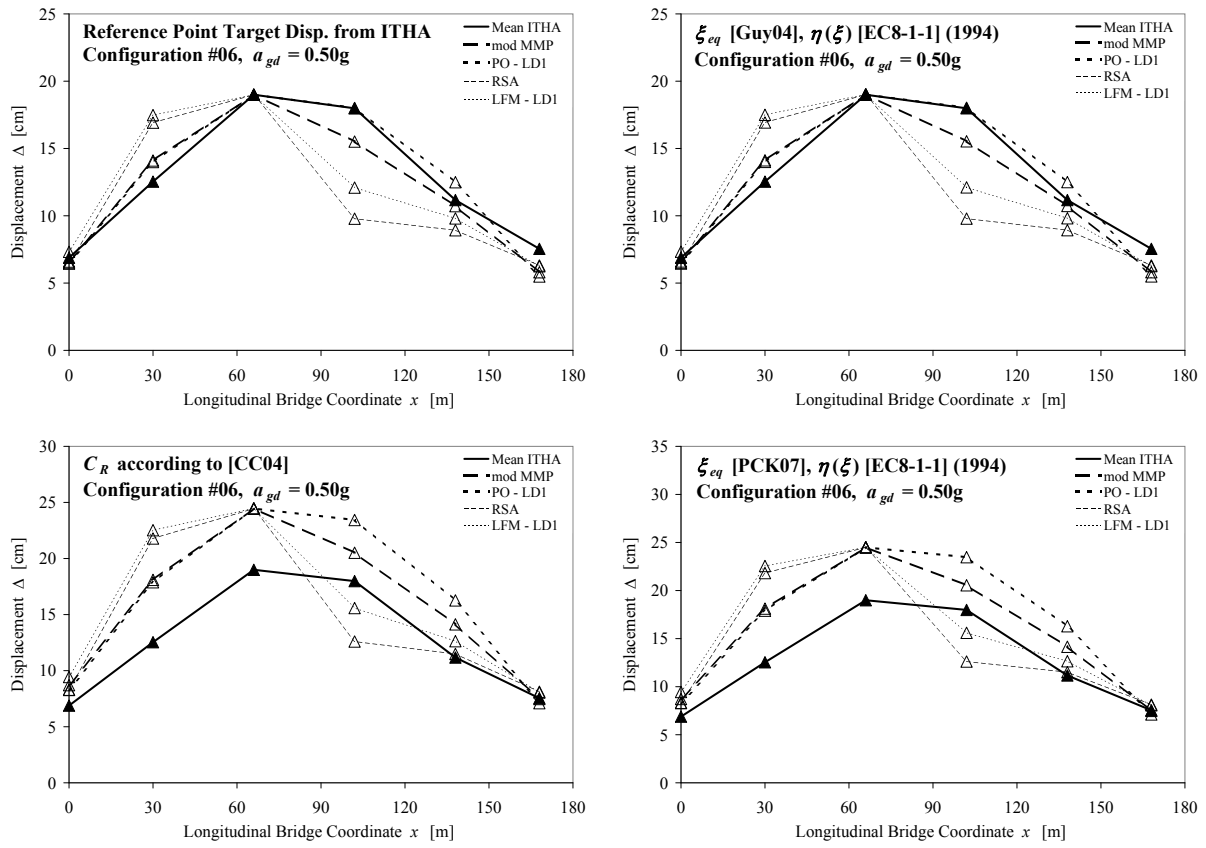 Reference Point Target Disp. from ITHA
Configuration #06, a gd = 0.50g
Mean ITHA
mod MMP
PO - LD1
RSA
LFM - LD1
25
20
15
10
5
0
Displacement Δ [cm]
0 30 60 90 120 150 180
Longitudinal Bridge Coordinate x [m]
ξ eq [Guy04], η(ξ) [EC8-1-1] (1994)
Configuration #06, a gd = 0.50g
Mean ITHA
mod MMP
PO - LD1
RSA
LFM - LD1
25
20
15
10
5
0
Displacement Δ [cm]
0 30 60 90 120 150 180
Longitudinal Bridge Coordinate x [m]
C R according to [CC04]
Configuration #06, a gd = 0.50g
Mean ITHA
mod MMP
PO - LD1
RSA
LFM - LD1
30
25
20
15
10
5
0
Displacement Δ [cm]
0 30 60 90 120 150 180
Longitudinal Bridge Coordinate x [m]
ξ eq [PCK07], η(ξ) [EC8-1-1] (1994)
Configuration #06, a gd = 0.50g
Mean ITHA
mod MMP
PO - LD1
RSA
LFM - LD1
35
30
25
20
15
10
5
0
Displacement Δ [cm]
0 30 60 90 120 150 180
Longitudinal Bridge Coordinate x [m]